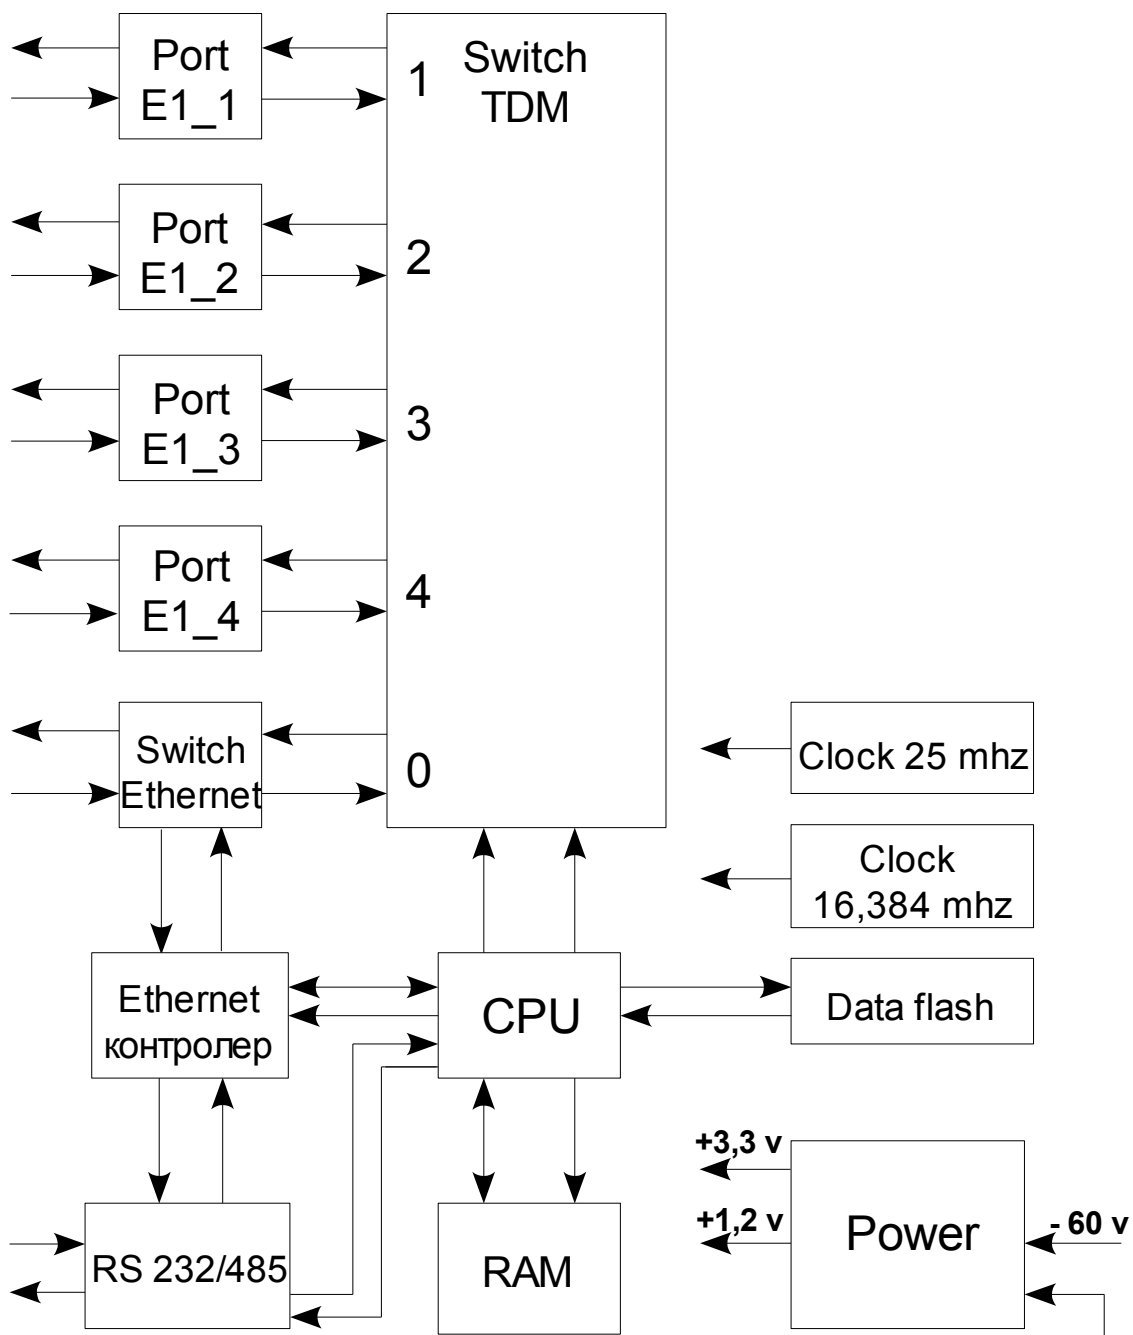 Port
E1_1
1
Switch
TDM
Port
E1_2
2
Port
E1_3
3
Port
E1_4
4
Switch
Ethernet
0
Clock 25 mhz
Clock
16,384 mhz
Ethernet
контролер
CPU
Data flash
RS 232/485
RAM
+3,3 v
+1,2 v
Power
- 60 v